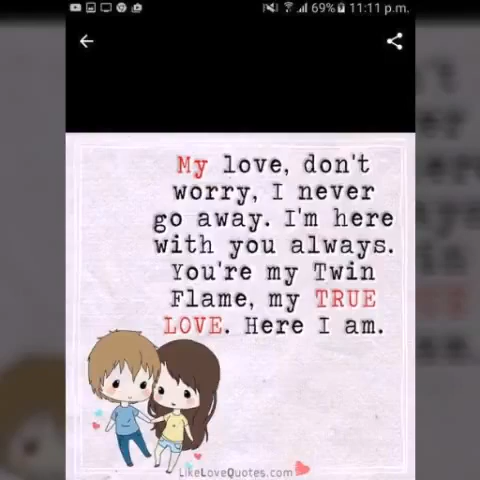 69% 11:11 p.m.
My love, don't
worry, I never
go away. I'm here
with you always.
You're my Twin
Flame, my TRUE
LOVE. Here I am.
LikeLoveQuotes.com